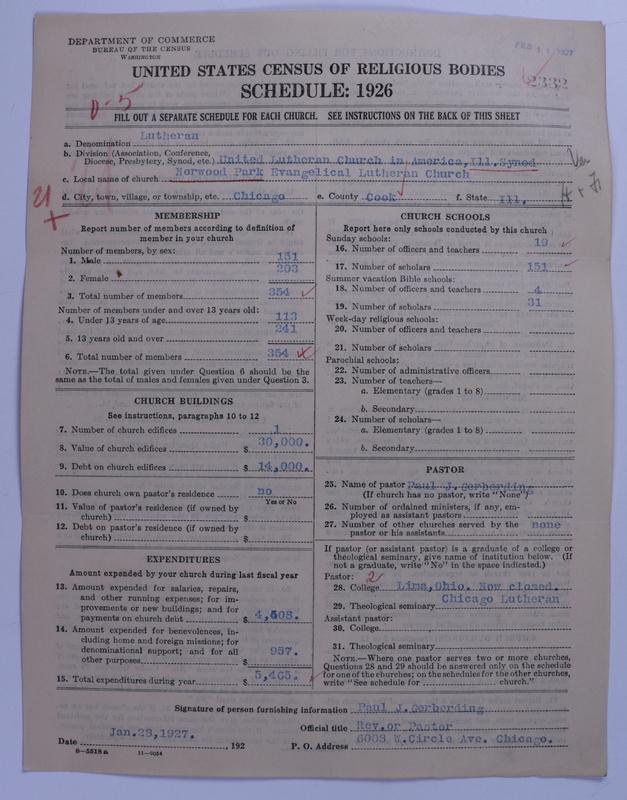 DEPARTMENT OF COMMERCE
BUREAU OF THE CENSUS
WASHINGTON
UNITED STATES CENSUS OF RELIGIOUS BODIES
SCHEDULE: 1926
FILL OUT A SEPARATE SCHEDULE FOR EACH CHURCH. SEE INSTRUCTIONS ON THE BACK OF THIS SHEET
a. Denomination Lutheran
b. Division (Association, Conference,
Diocese, Presbytery, Synod, etc.) United Lutheran Church in America, Ill. Synod
c. Local name of church Norwood Park Evangelical Lutheran Church
d. City, town, village, or township, etc. Chicago e. County Cook f. State Ill.
MEMBERSHIP
Report number of members according to definition of
member in your church
Number of members, by sex:
1. Male 151
2. Female 203
3. Total number of members 354
Number of members under and over 13 years old:
4. Under 13 years of age 113
5. 13 years old and over 241
6. Total number of members 354
NOTE.—The total given under Question 6 should be the
same as the total of males and females given under Question 3.
CHURCH BUILDINGS
See instructions, paragraphs 10 to 12
7. Number of church edifices 1
8. Value of church edifices $ 30,000.
9. Debt on church edifices $ 14,000.
10. Does church own pastor's residence no
Yes or No
11. Value of pastor's residence (if owned by
church) $
12. Debt on pastor's residence (if owned by
church) $
EXPENDITURES
Amount expended by your church during last fiscal year
13. Amount expended for salaries, repairs,
and other running expenses; for im-
provements or new buildings; and for
payments on church debt $ 4,508.
14. Amount expended for benevolences, in-
cluding home and foreign missions; for
denominational support; and for all
other purposes $ 957.
15. Total expenditures during year $ 5,465.
CHURCH SCHOOLS
Report here only schools conducted by this church
Sunday schools:
16. Number of officers and teachers 19
17. Number of scholars 151
Summer vacation Bible schools:
18. Number of officers and teachers 4
19. Number of scholars 31
Week-day religious schools:
20. Number of officers and teachers
21. Number of scholars
Parochial schools:
22. Number of administrative officers
23. Number of teachers—
a. Elementary (grades 1 to 8)
b. Secondary
24. Number of scholars—
a. Elementary (grades 1 to 8)
b. Secondary
PASTOR
25. Name of pastor Paul J. Gerberding
(If church has no pastor, write "None")
26. Number of ordained ministers, if any, em-
ployed as assistant pastors
27. Number of other churches served by the
pastor or his assistants none
If pastor (or assistant pastor) is a graduate of a college or
theological seminary, give name of institution below. (If
not a graduate, write "No" in the space indicated.)
Pastor: 2
28. College Lima, Ohio. Now closed.
29. Theological seminary Chicago Lutheran
Assistant pastor:
30. College
31. Theological seminary
NOTE.—Where one pastor serves two or more churches,
Questions 28 and 29 should be answered only on the schedule
for one of the churches; on the schedules for the other churches,
write "See schedule for church."
Signature of person furnishing information Paul J. Gerberding
Official title Rev. or Pastor
Date Jan. 28, 1927. , 192 P. O. Address 6008 W. Circle Ave. Chicago.
8—5518 a 11—9054